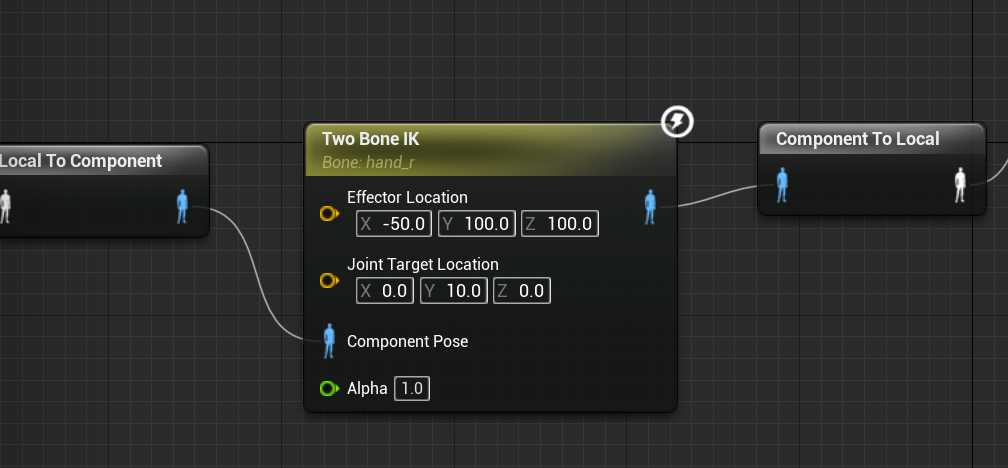 Local To Component
Two Bone IK
Bone: hand_r
Effector Location
X -50.0 Y 100.0 Z 100.0
Joint Target Location
X 0.0 Y 10.0 Z 0.0
Component Pose
Alpha 1.0
Component To Local